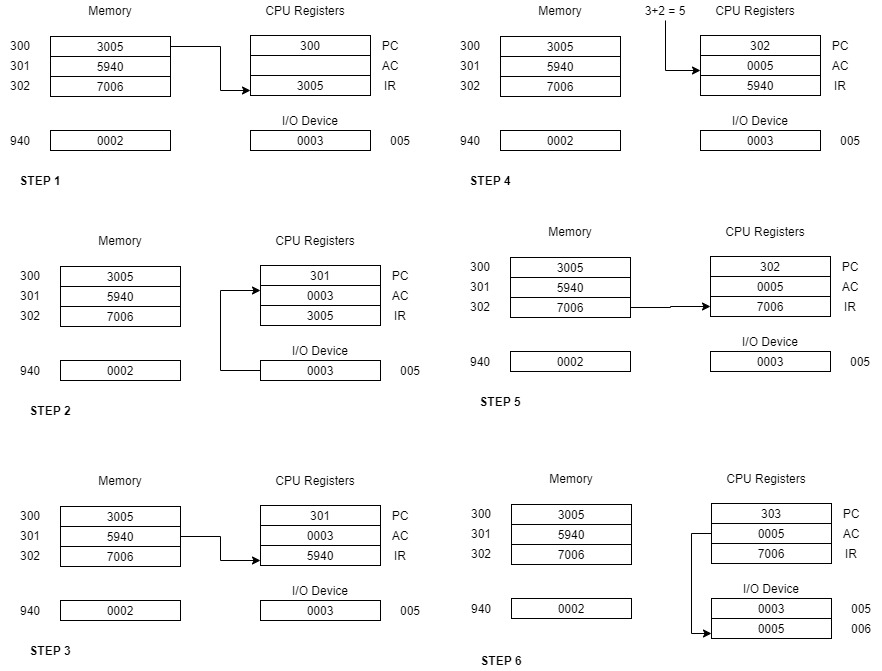 Memory CPU Registers
300 3005 300 PC
301 5940 AC
302 7006 3005 IR
I/O Device
940 0002 0003 005
STEP 1
Memory CPU Registers
300 3005 301 PC
301 5940 0003 AC
302 7006 3005 IR
I/O Device
940 0002 0003 005
STEP 2
Memory CPU Registers
300 3005 301 PC
301 5940 0003 AC
302 7006 5940 IR
I/O Device
940 0002 0003 005
STEP 3
Memory 3+2 = 5 CPU Registers
300 3005 302 PC
301 5940 0005 AC
302 7006 5940 IR
I/O Device
940 0002 0003 005
STEP 4
Memory CPU Registers
300 3005 302 PC
301 5940 0005 AC
302 7006 7006 IR
I/O Device
940 0002 0003 005
STEP 5
Memory CPU Registers
300 3005 303 PC
301 5940 0005 AC
302 7006 7006 IR
I/O Device
940 0002 0003 005
0005 006
STEP 6